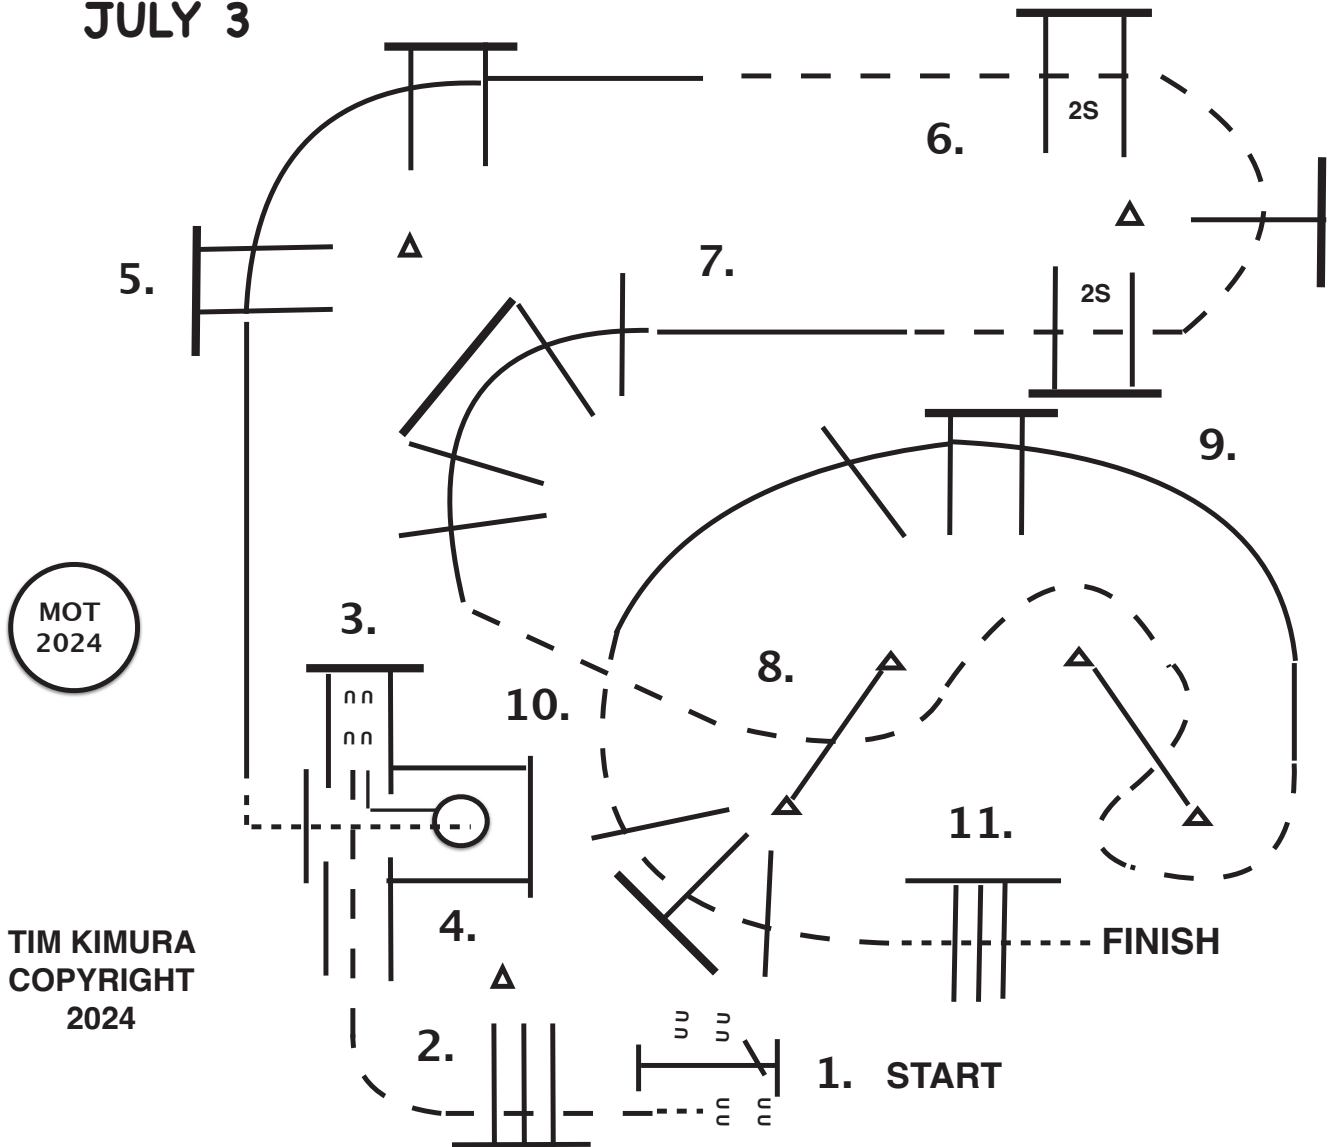 JULY 3
2S
6.
5.
7.
2S
9.
MOT
2024
3.
8.
10.
11.
4.
TIM KIMURA
COPYRIGHT
2024
FINISH
2.
1. START